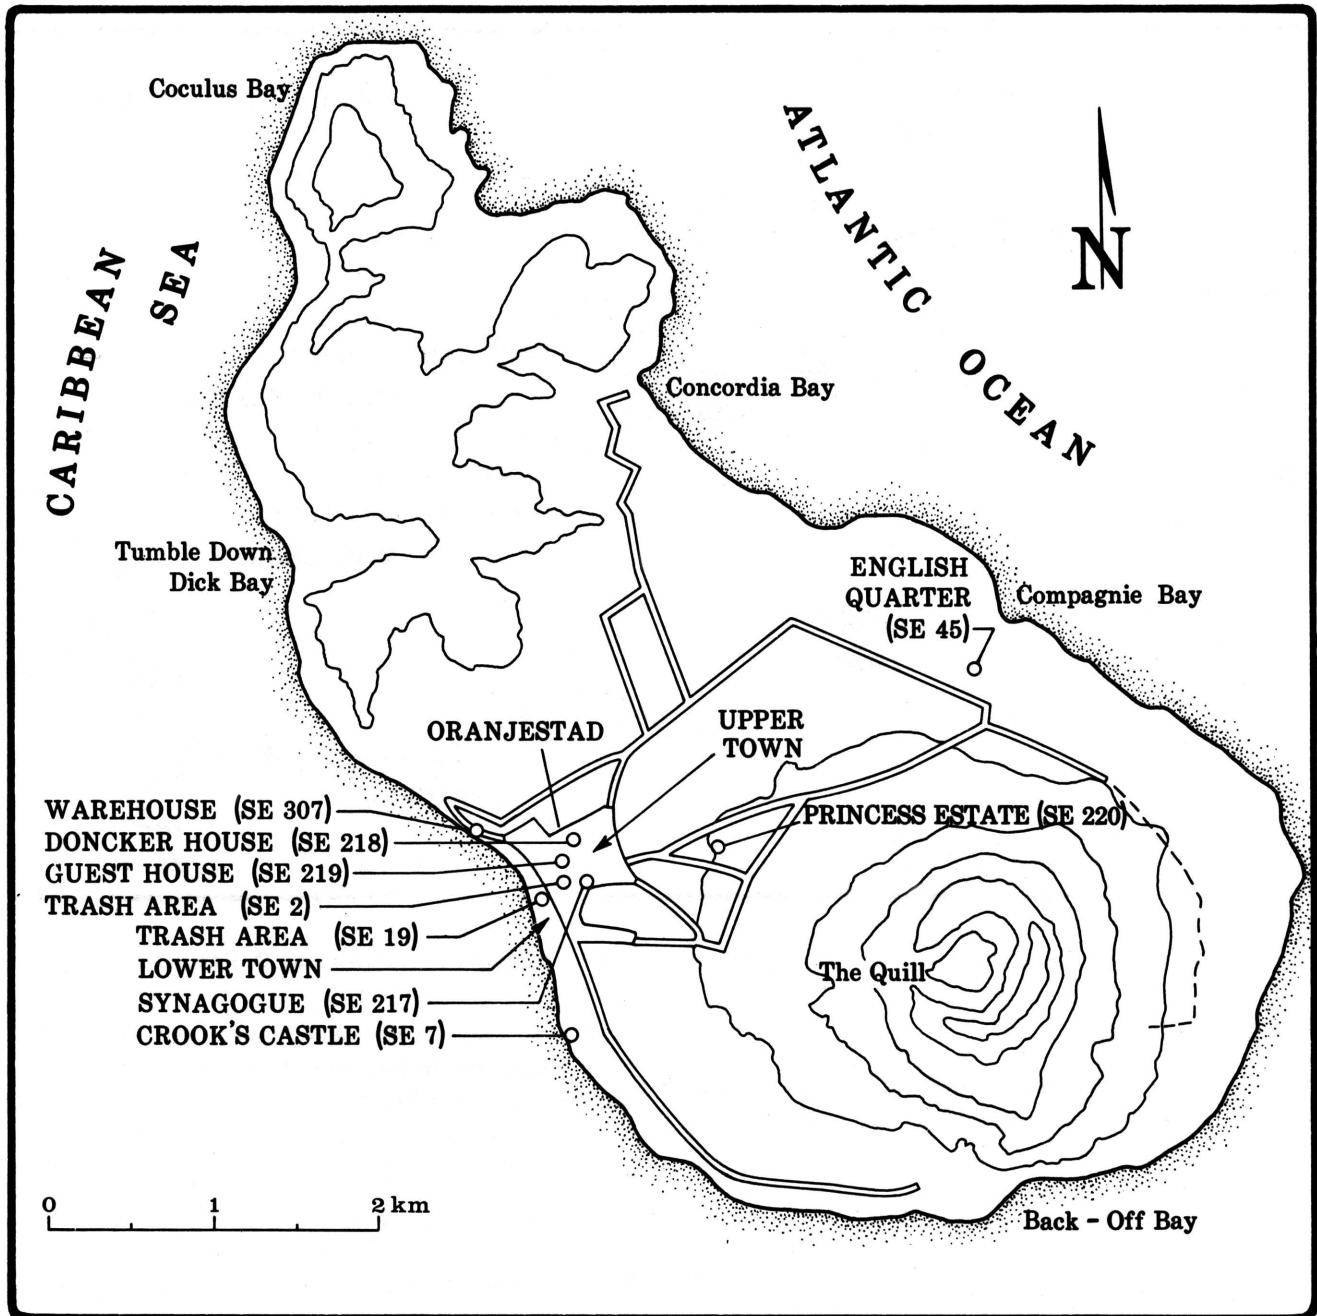 Coculus Bay
ATLANTIC
OCEAN
N
CARIBBEAN
SEA
Concordia Bay
Tumble Down
Dick Bay
ENGLISH
QUARTER
(SE 45)
Compagnie Bay
ORANJESTAD
UPPER
TOWN
WAREHOUSE (SE 307)
DONCKER HOUSE (SE 218)
GUEST HOUSE (SE 219)
TRASH AREA (SE 2)
TRASH AREA (SE 19)
LOWER TOWN
SYNAGOGUE (SE 217)
CROOK'S CASTLE (SE 7)
PRINCESS ESTATE (SE 220)
The Quill
0 1 2 km
Back - Off Bay